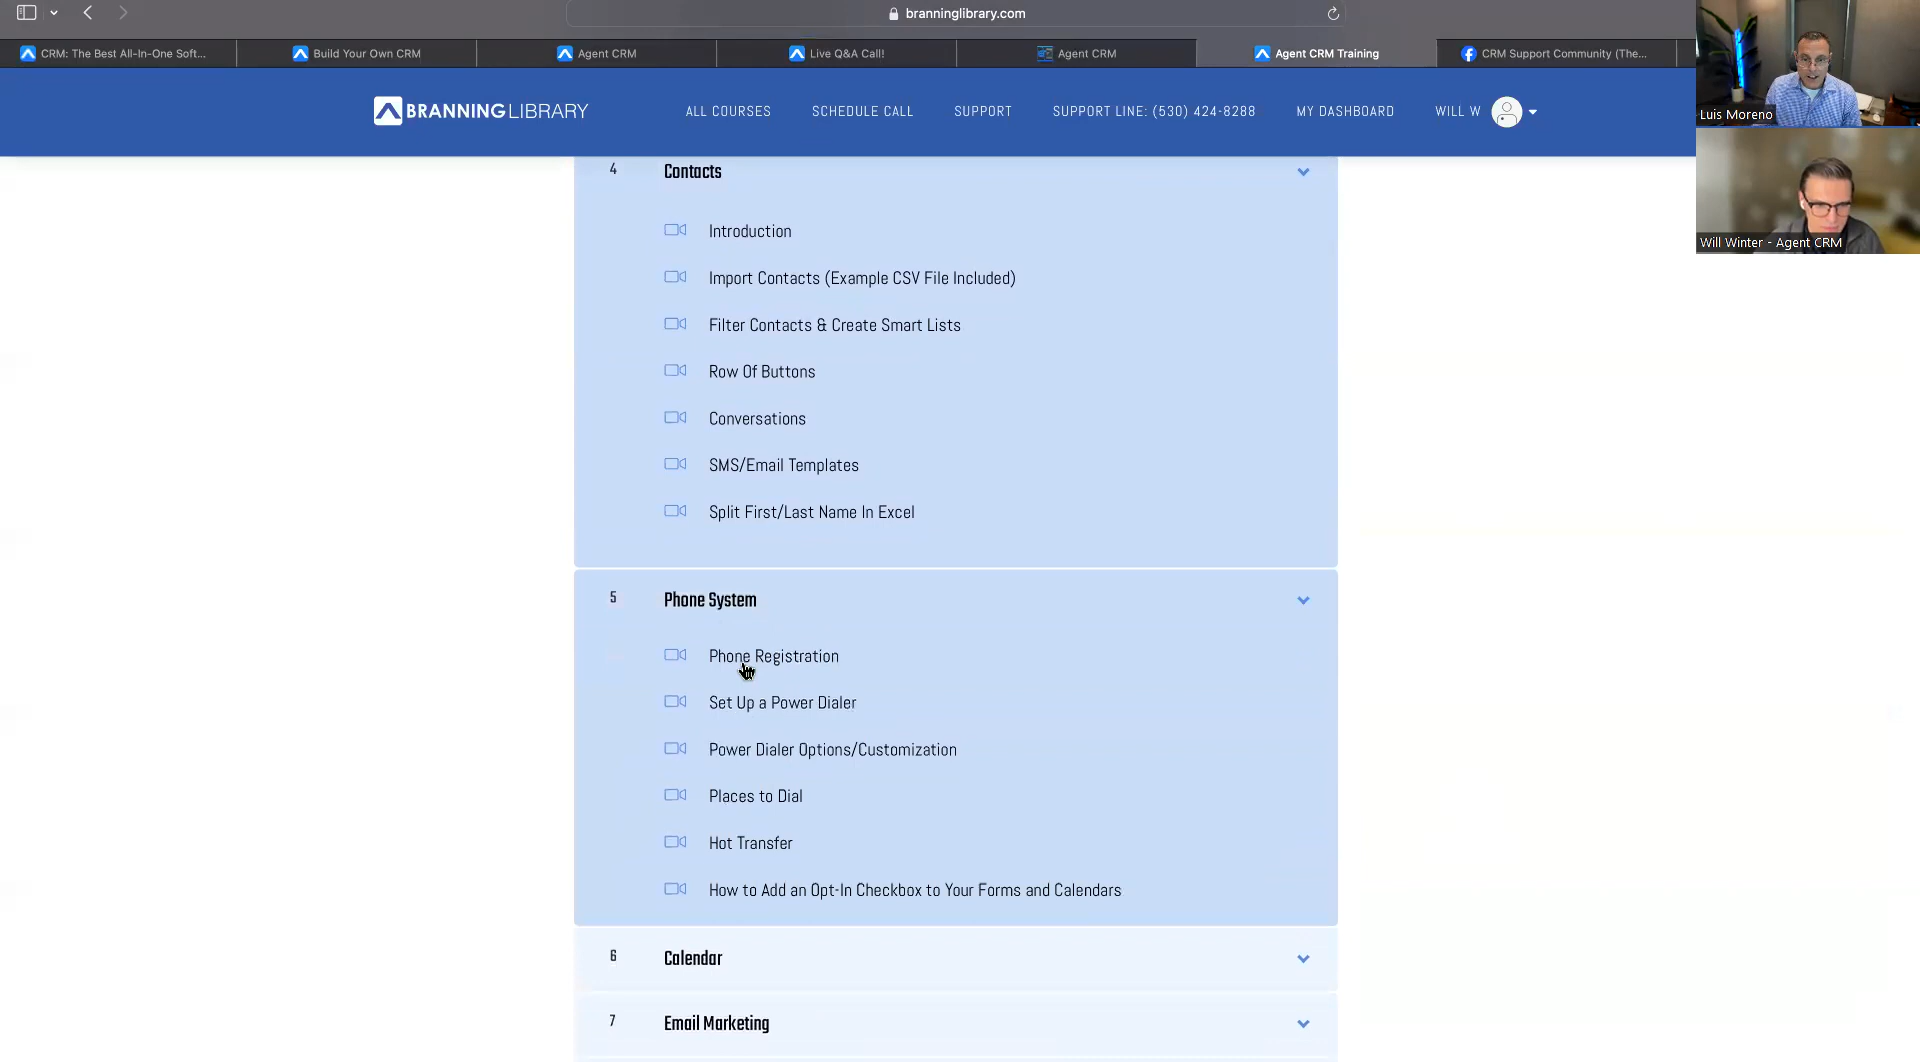 branninglibrary.com
CRM: The Best All-In-One Soft...
Build Your Own CRM
Agent CRM
Live Q&A Call!
Agent CRM
Agent CRM Training
CRM Support Community (The...
BRANNINGLIBRARY
ALL COURSES
SCHEDULE CALL
SUPPORT
SUPPORT LINE: (530) 424-8288
MY DASHBOARD
WILL W
Luis Moreno
Will Winter - Agent CRM
4 Contacts
Introduction
Import Contacts (Example CSV File Included)
Filter Contacts & Create Smart Lists
Row Of Buttons
Conversations
SMS/Email Templates
Split First/Last Name In Excel
5 Phone System
Phone Registration
Set Up a Power Dialer
Power Dialer Options/Customization
Places to Dial
Hot Transfer
How to Add an Opt-In Checkbox to Your Forms and Calendars
6 Calendar
7 Email Marketing